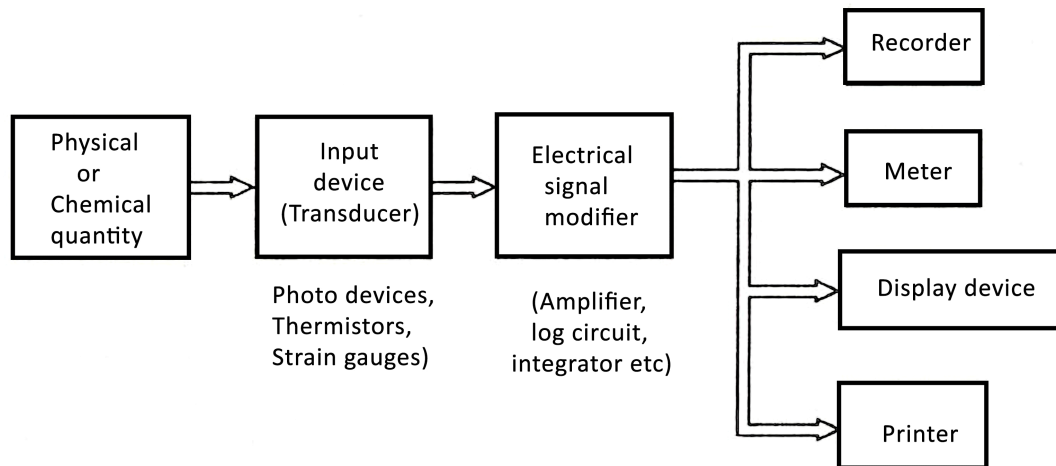 Physical
or
Chemical
quantity
Input
device
(Transducer)
Photo devices,
Thermistors,
Strain gauges)
Electrical
signal
modifier
(Amplifier,
log circuit,
integrator etc)
Recorder
Meter
Display device
Printer